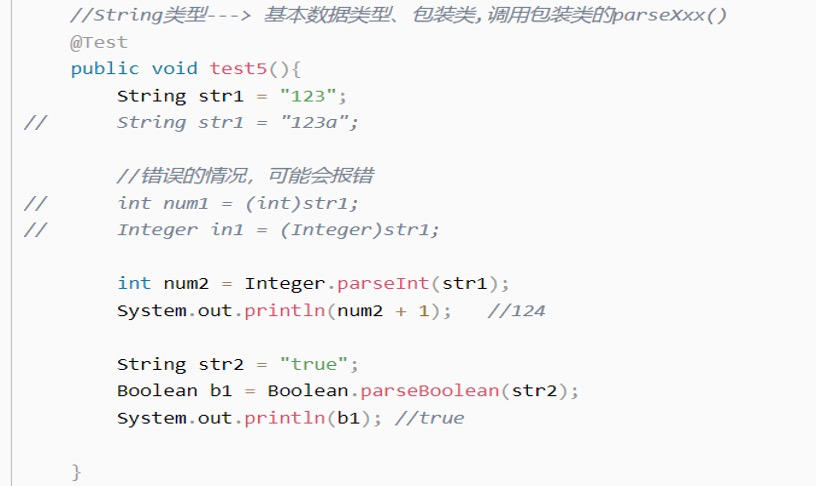 //String类型---> 基本数据类型、包装类,调用包装类的parseXxx()
@Test
public void test5(){
String str1 = "123";
// String str1 = "123a";
//错误的情况，可能会报错
// int num1 = (int)str1;
// Integer in1 = (Integer)str1;
int num2 = Integer.parseInt(str1);
System.out.println(num2 + 1); //124
String str2 = "true";
Boolean b1 = Boolean.parseBoolean(str2);
System.out.println(b1); //true
}